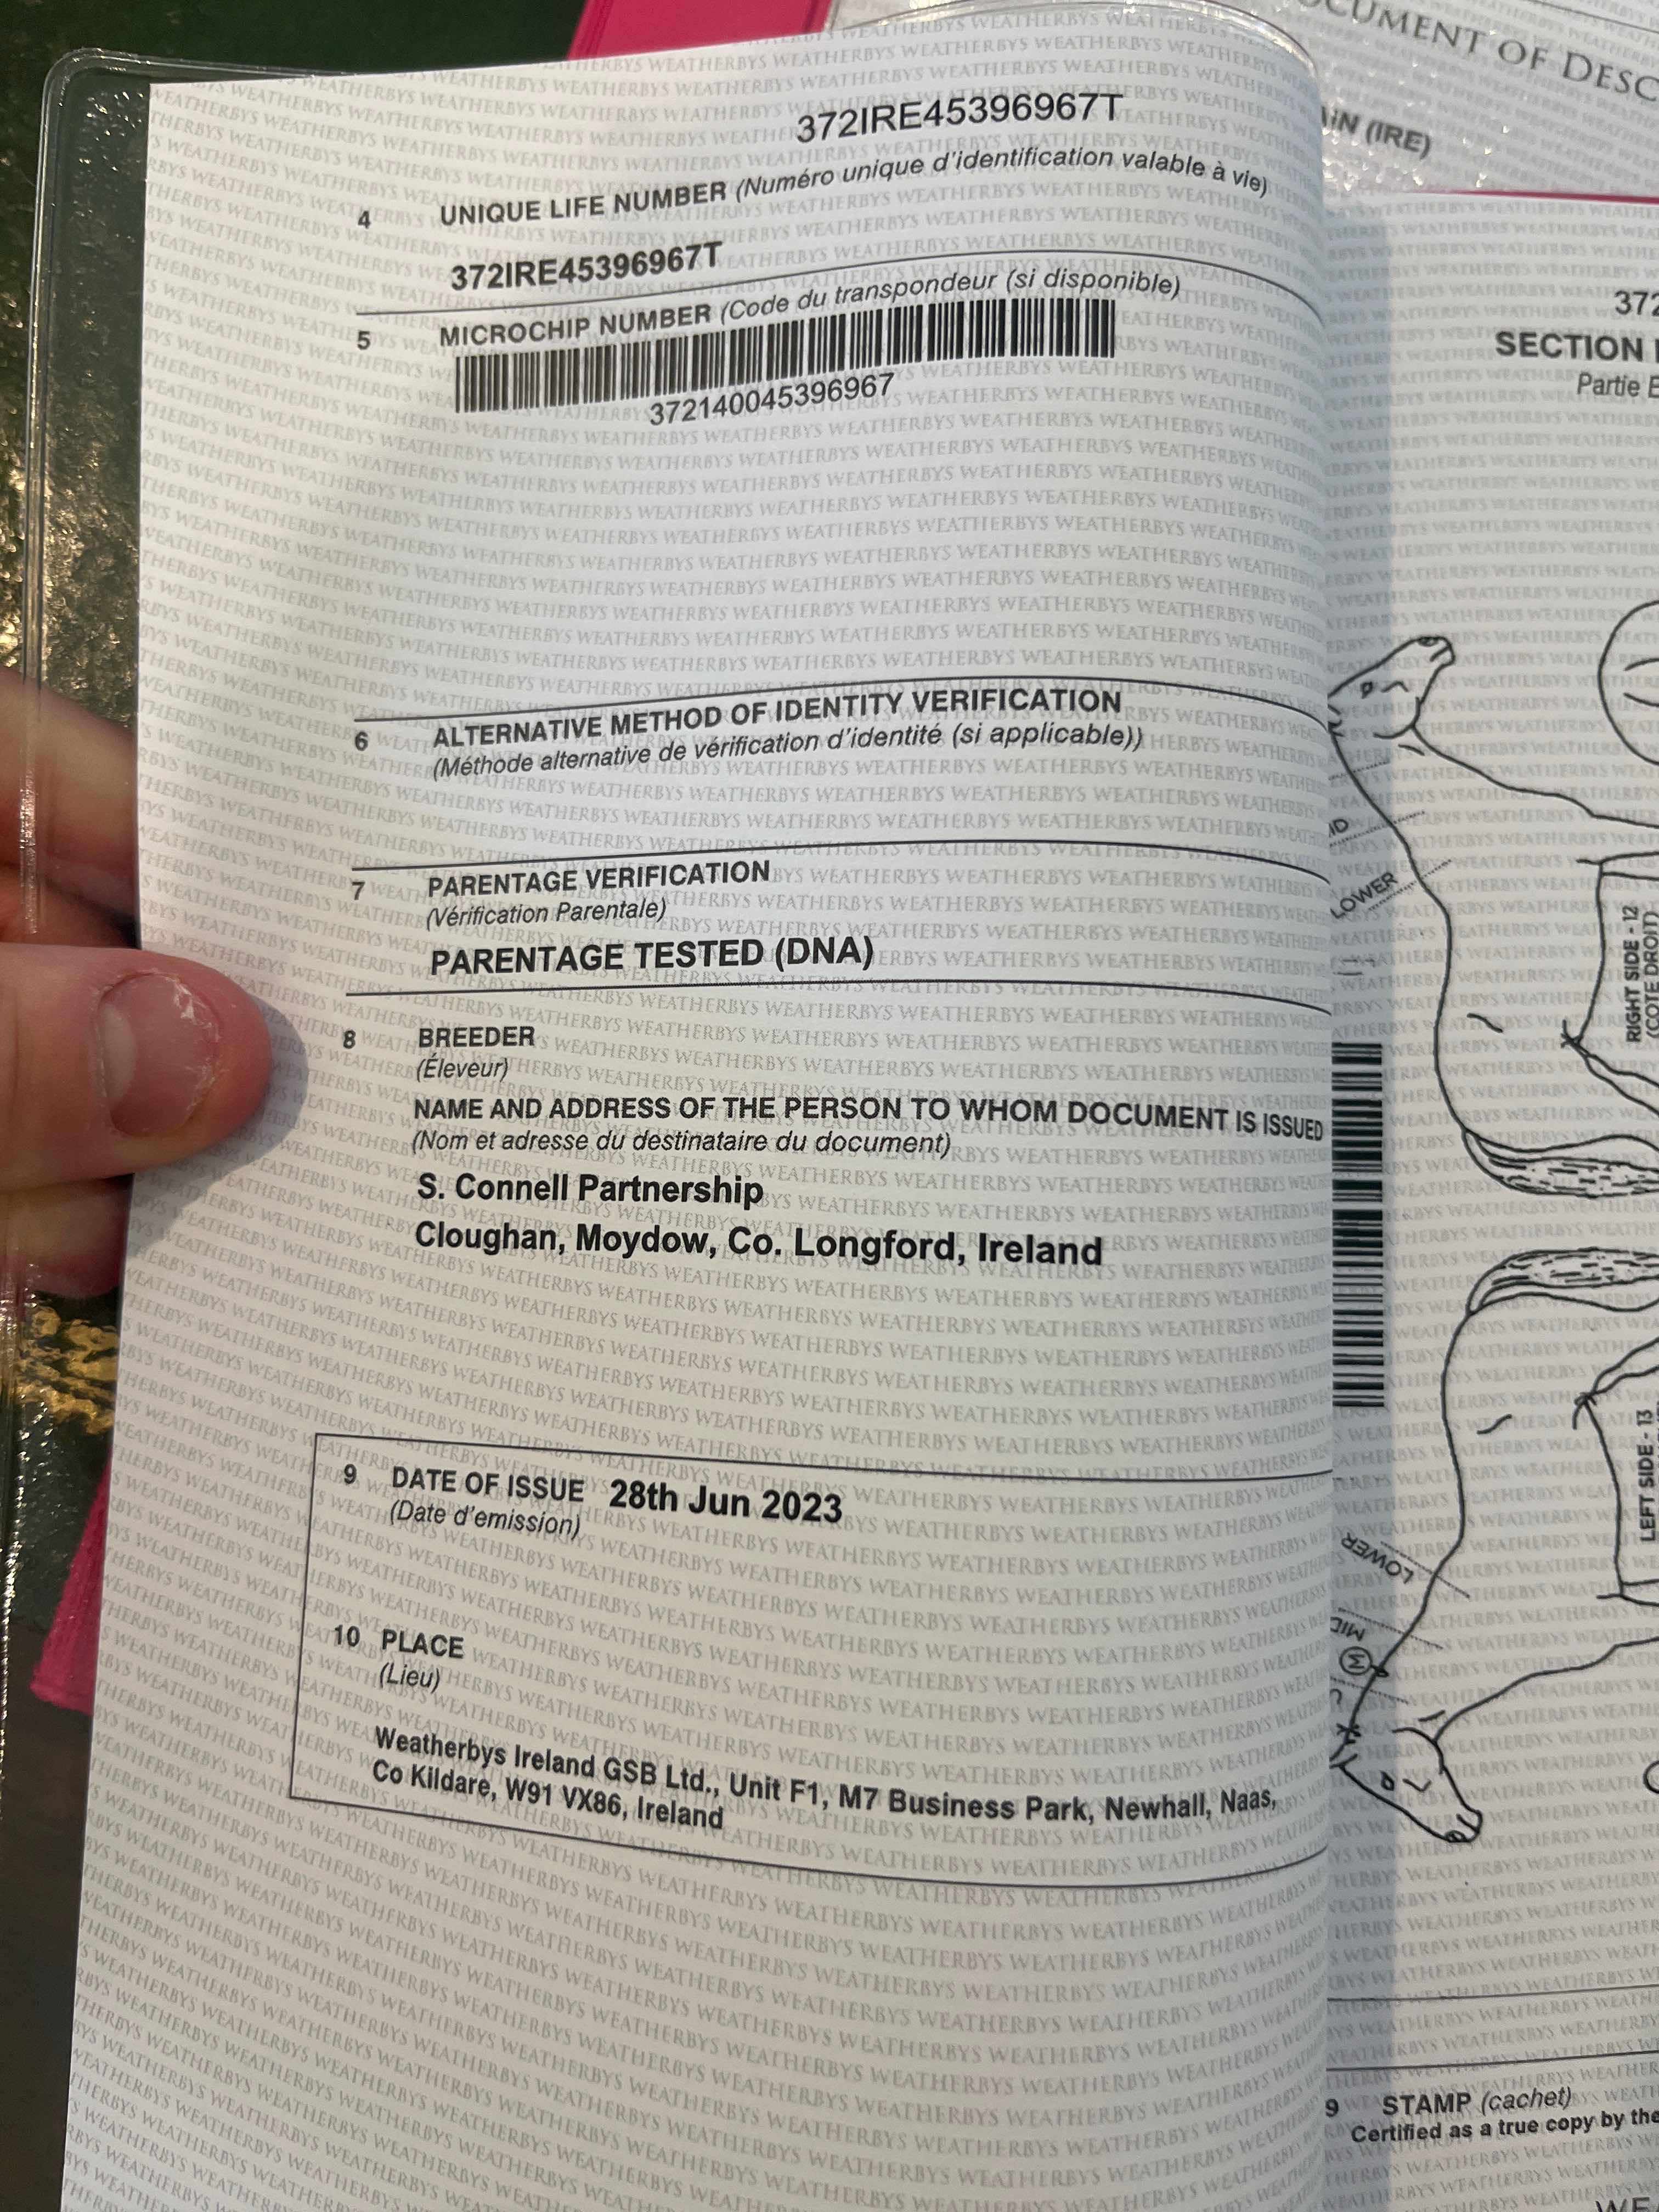 372IRE45396967T
4 UNIQUE LIFE NUMBER (Numéro unique d'identification valable à vie)
372IRE45396967T
5 MICROCHIP NUMBER (Code du transpondeur (si disponible)
372140045396967
6 ALTERNATIVE METHOD OF IDENTITY VERIFICATION
(Méthode alternative de vérification d'identité (si applicable))
7 PARENTAGE VERIFICATION
(Vérification Parentale)
PARENTAGE TESTED (DNA)
8 BREEDER
(Éleveur)
NAME AND ADDRESS OF THE PERSON TO WHOM DOCUMENT IS ISSUED
(Nom et adresse du destinataire du document)
S. Connell Partnership
Cloughan, Moydow, Co. Longford, Ireland
9 DATE OF ISSUE 28th Jun 2023
(Date d'emission)
10 PLACE
(Lieu)
Weatherbys Ireland GSB Ltd., Unit F1, M7 Business Park, Newhall, Naas,
Co Kildare, W91 VX86, Ireland
OF DESC
(IRE)
372
SECTION
Partie
LOWER
RIGHT SIDE - 12
(COTE DROIT)
LEFT SIDE - 13
LOWER
9 STAMP (cachet)
Certified as a true copy by the
WEATHERBYS